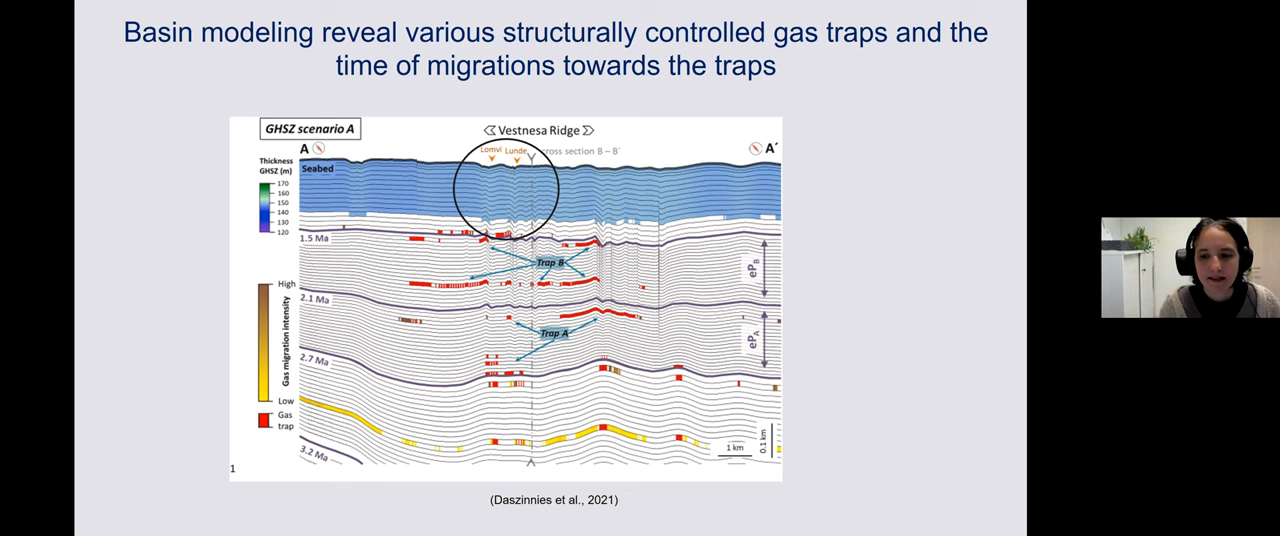 Basin modeling reveal various structurally controlled gas traps and the
time of migrations towards the traps
GHSZ scenario A
Vestnesa Ridge
A
Lomvi Lunde
cross section B – B´
A´
Thickness
GHSZ (m)
Seabed
170
160
150
140
130
120
1.5 Ma
Trap B
ePB
High
2.1 Ma
Gas migration intensity
Trap A
ePA
2.7 Ma
Low
Gas
trap
3.2 Ma
1 km
0.1 km
1
(Daszinnies et al., 2021)